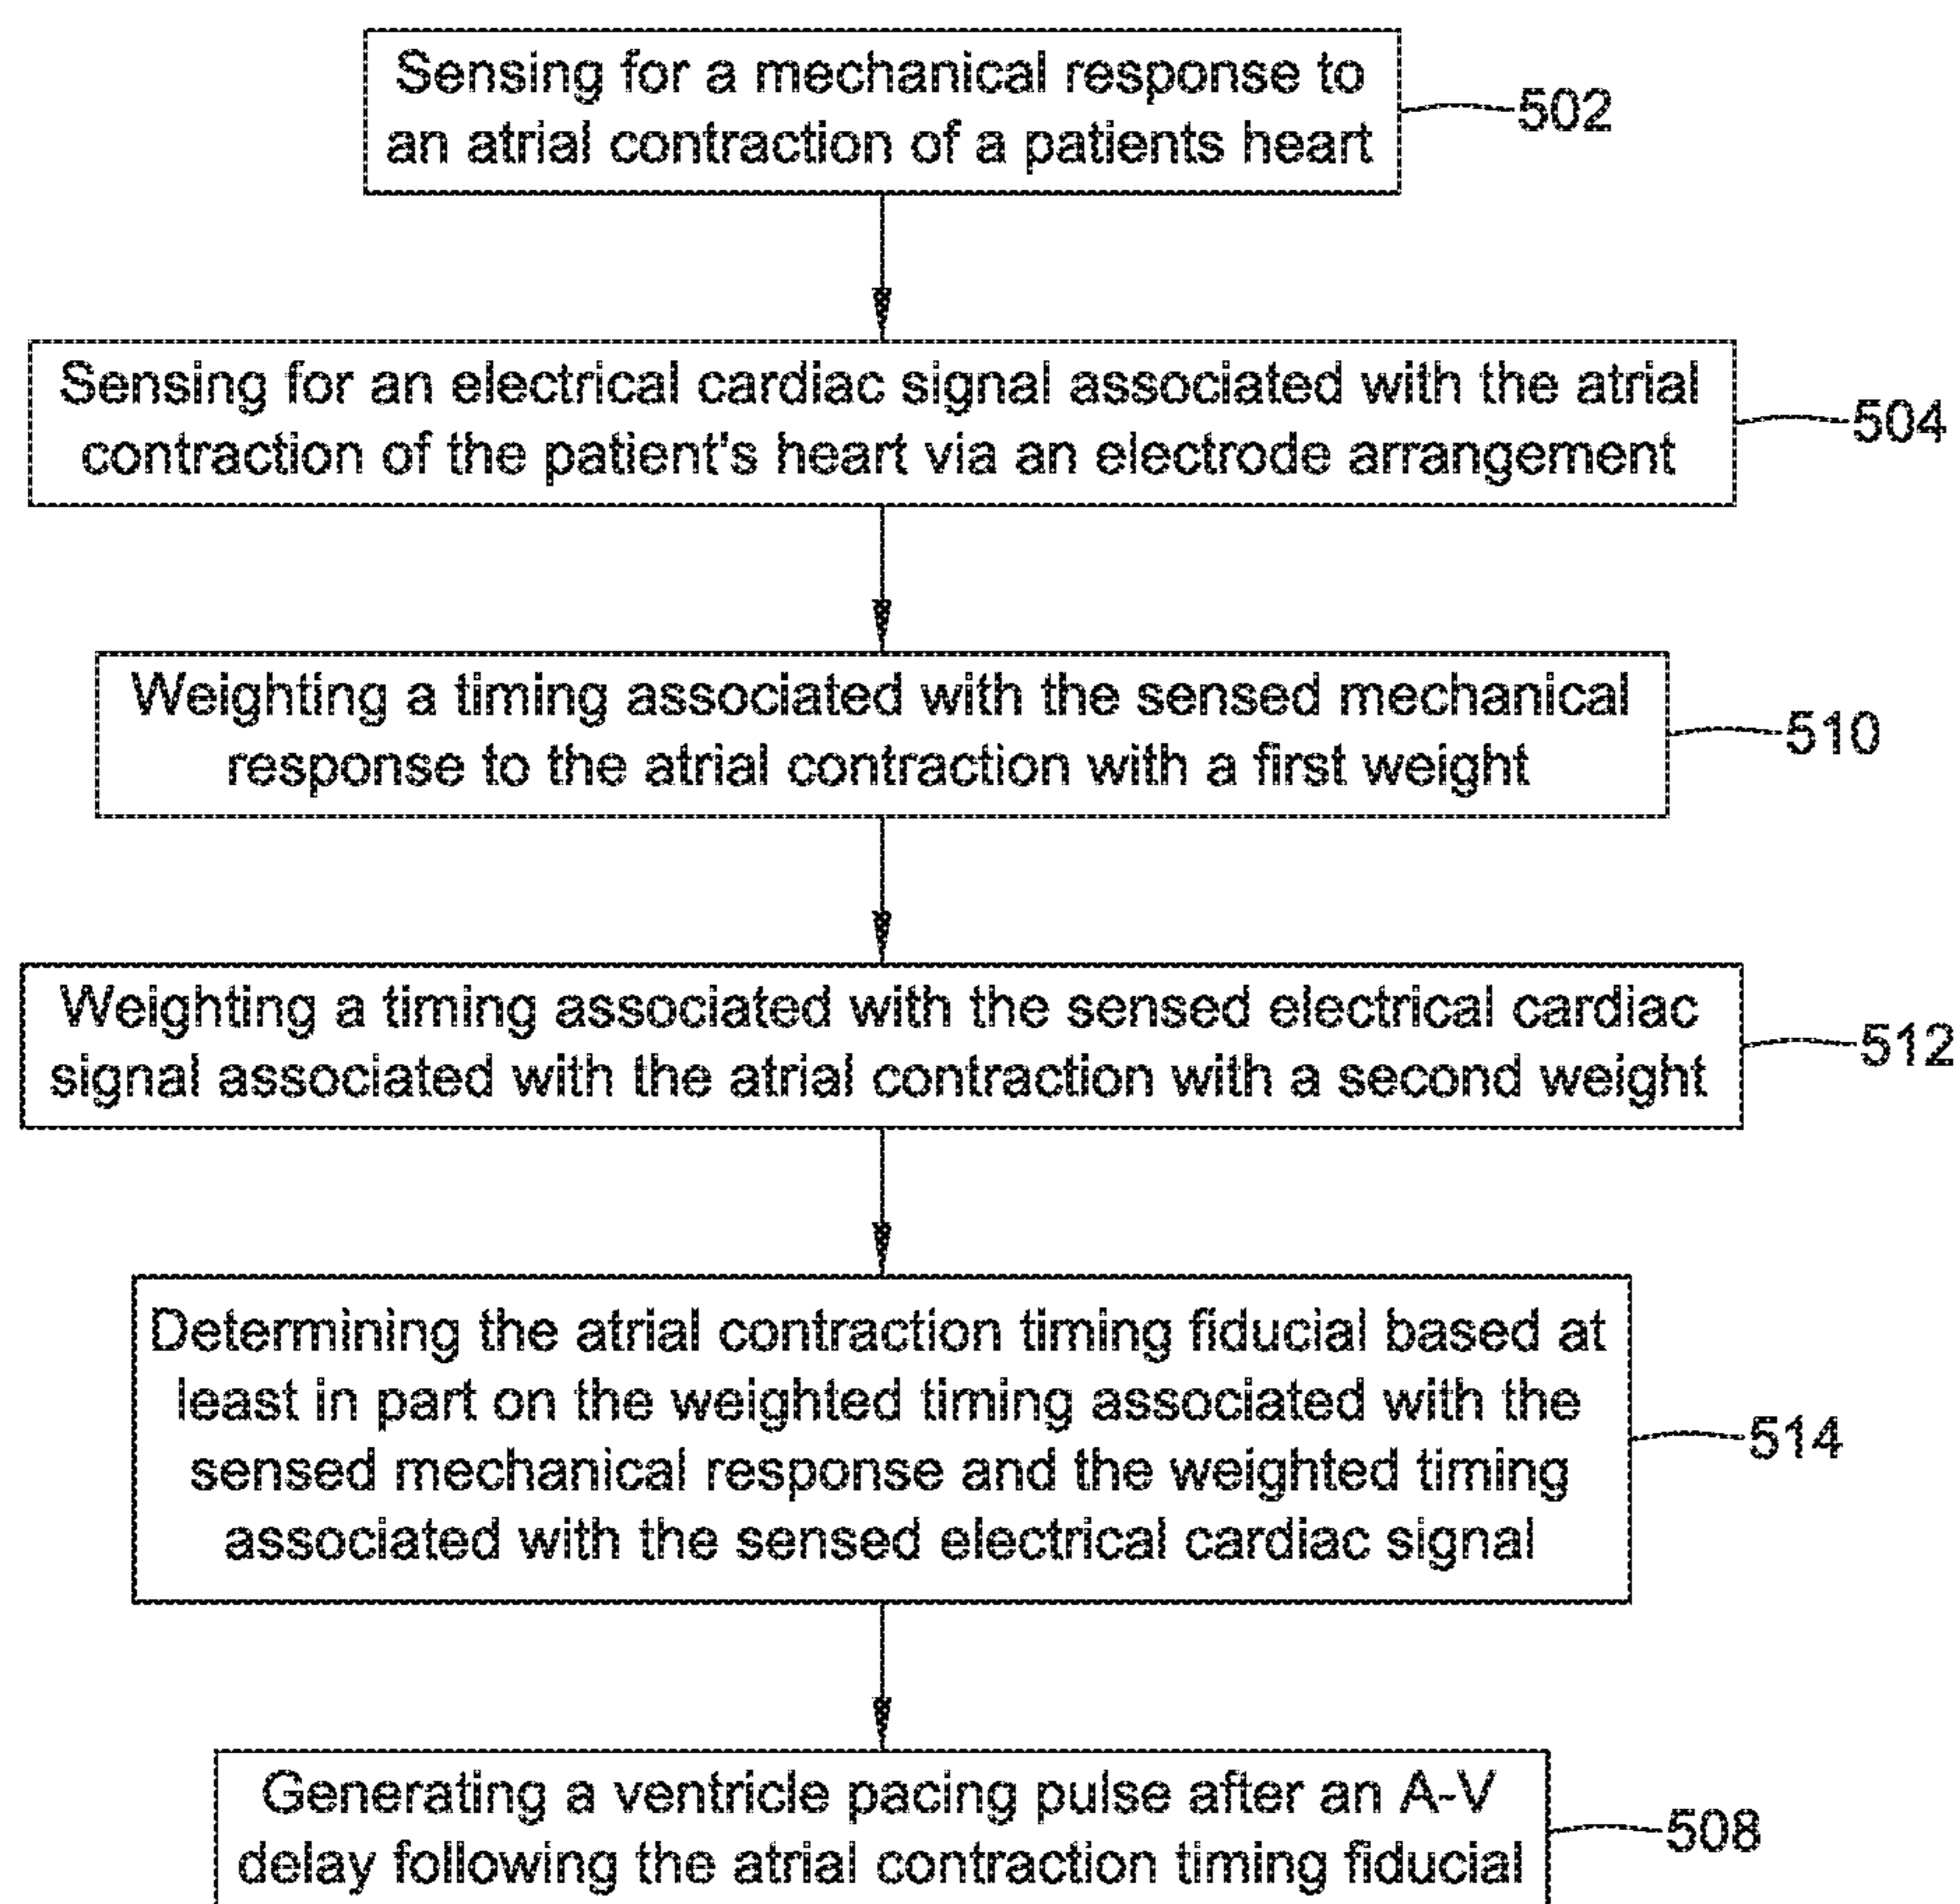 Sensing for a mechanical response to
an atrial contraction of a patients heart
502
Sensing for an electrical cardiac signal associated with the atrial
contraction of the patient's heart via an electrode arrangement
504
Weighting a timing associated with the sensed mechanical
response to the atrial contraction with a first weight
510
Weighting a timing associated with the sensed electrical cardiac
signal associated with the atrial contraction with a second weight
512
Determining the atrial contraction timing fiducial based at
least in part on the weighted timing associated with the
sensed mechanical response and the weighted timing
associated with the sensed electrical cardiac signal
514
Generating a ventricle pacing pulse after an A-V
delay following the atrial contraction timing fiducial
508